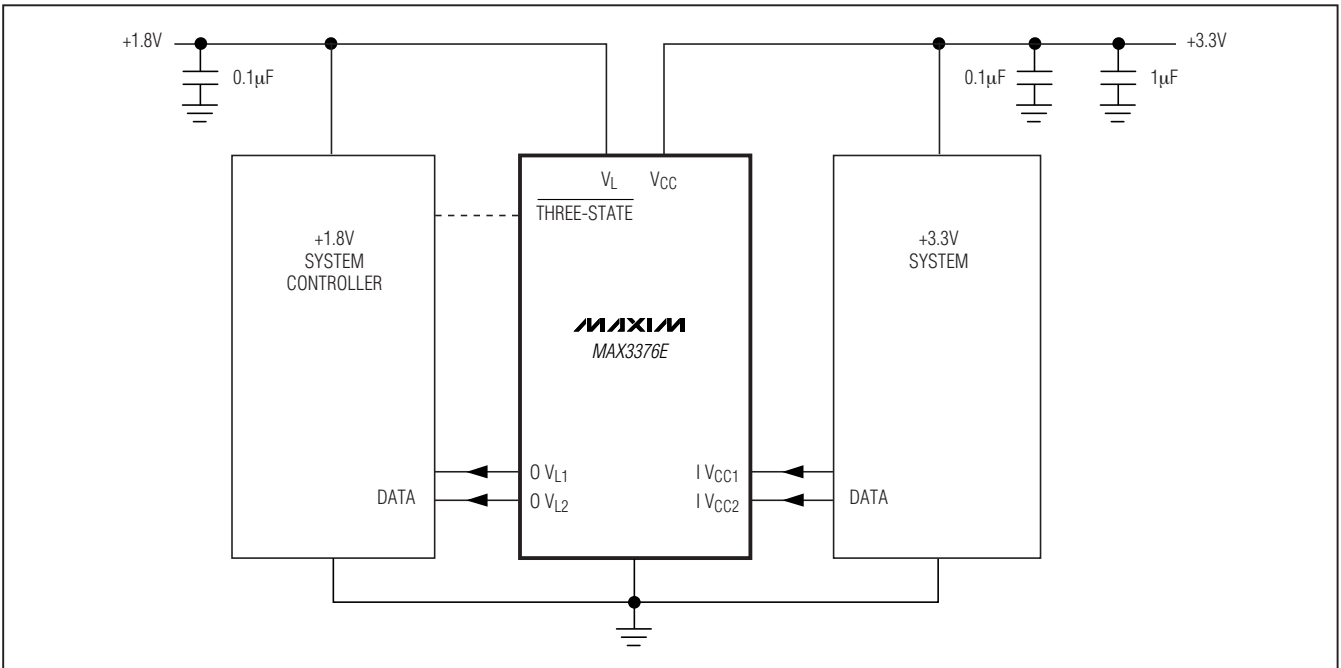 +1.8V
+3.3V
0.1μF
0.1μF
1μF
VL
VCC
THREE-STATE
+1.8V
SYSTEM
CONTROLLER
+3.3V
SYSTEM
MAXIM
MAX3376E
O VL1
I VCC1
DATA
O VL2
I VCC2
DATA